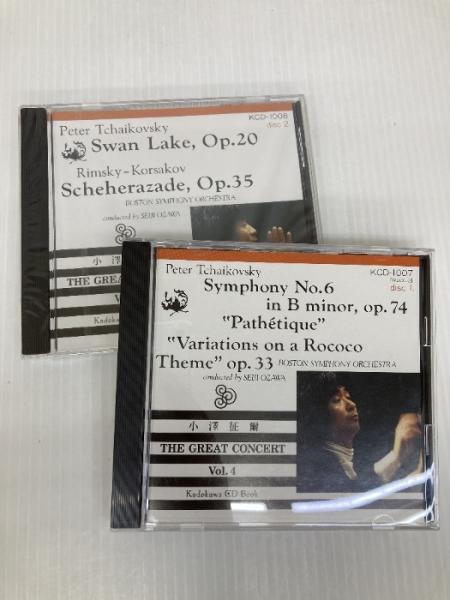 KCD-1008
disc 2
Peter Tchaikovsky
Swan Lake, Op.20
Rimsky-Korsakov
Scheherazade, Op.35
BOSTON SYMPHONY ORCHESTRA
conducted by SEIJI OZAWA
小澤
THE GREAT
Kadokawa
Peter Tchaikovsky
KCD-1007
disc 1.
Symphony No.6
in B minor, op.74
"Pathétique"
"Variations on a Rococo
Theme" op.33 BOSTON SYMPHONY ORCHESTRA
conducted by SEIJI OZAWA
小澤征爾
THE GREAT CONCERT
Vol.4
Kadokawa CD Book